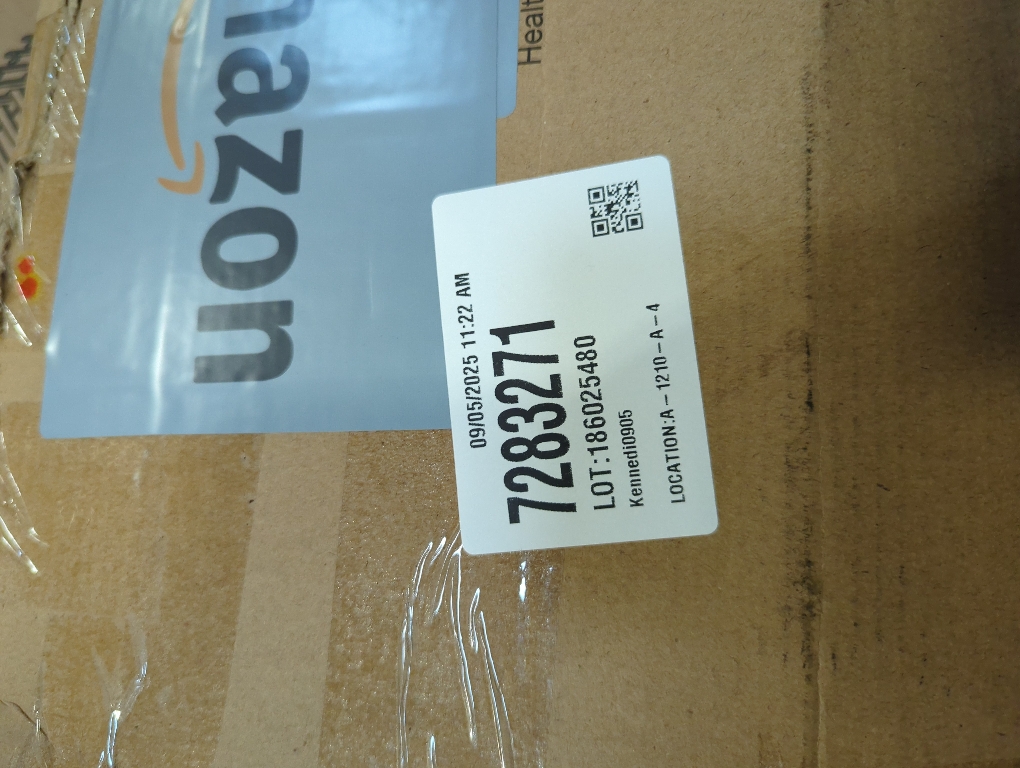 azon
Healt
09/05/2025 11:22 AM
7283271
LOT:186025480
Kennedi0905
LOCATION:A-1210-A-4